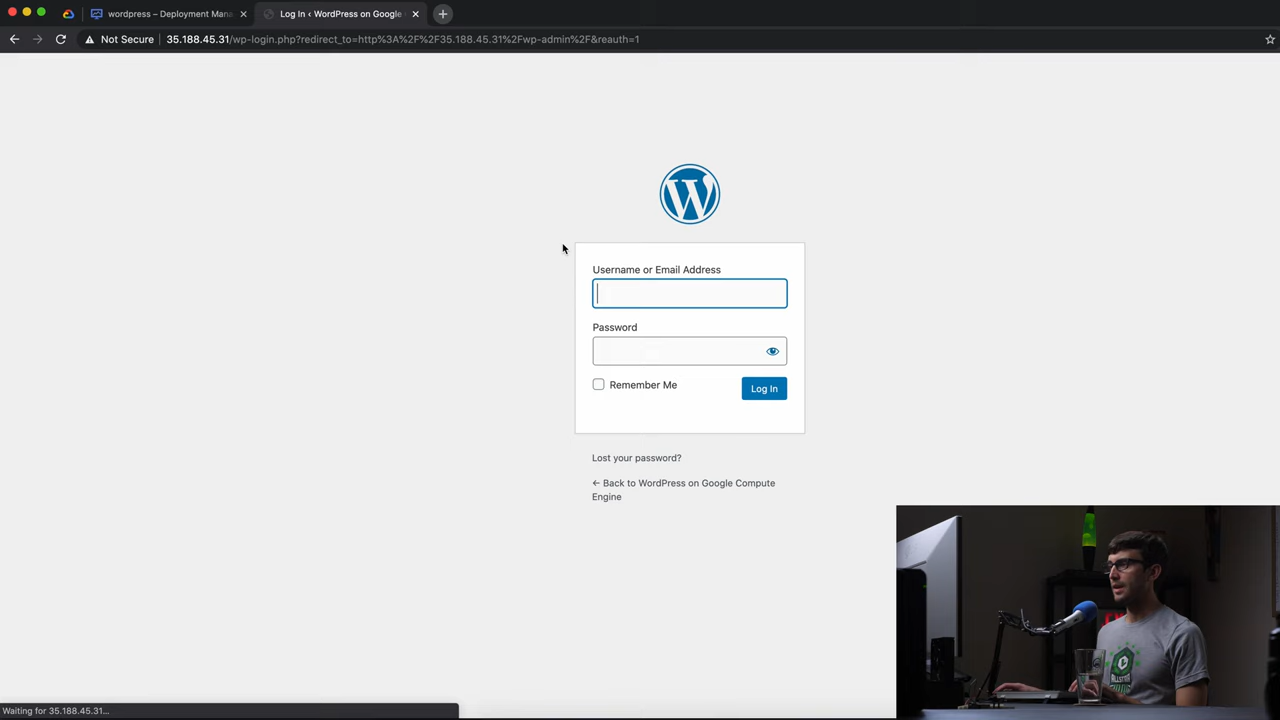 wordpress – Deployment Mana
Log In ‹ WordPress on Google
Not Secure
35.188.45.31/wp-login.php?redirect_to=http%3A%2F%2F35.188.45.31%2Fwp-admin%2F&reauth=1
Username or Email Address
Password
Remember Me
Log In
Lost your password?
← Back to WordPress on Google Compute
Engine
Waiting for 35.188.45.31...